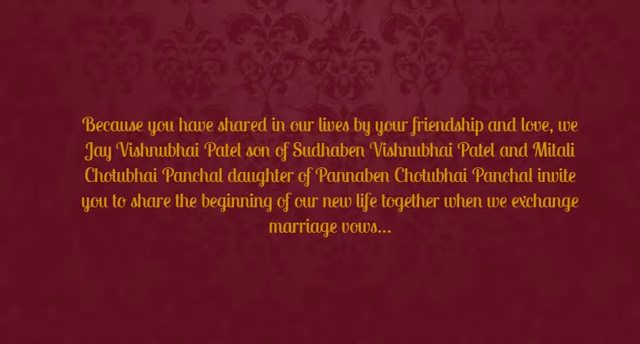 Because you have shared in our lives by your friendship and love, we
Jay Vishnubhai Patel son of Sudhaben Vishnubhai Patel and Mitali
Chotubhai Panchal daughter of Pannaben Chotubhai Panchal invite
you to share the beginning of our new life together when we exchange
marriage vows...